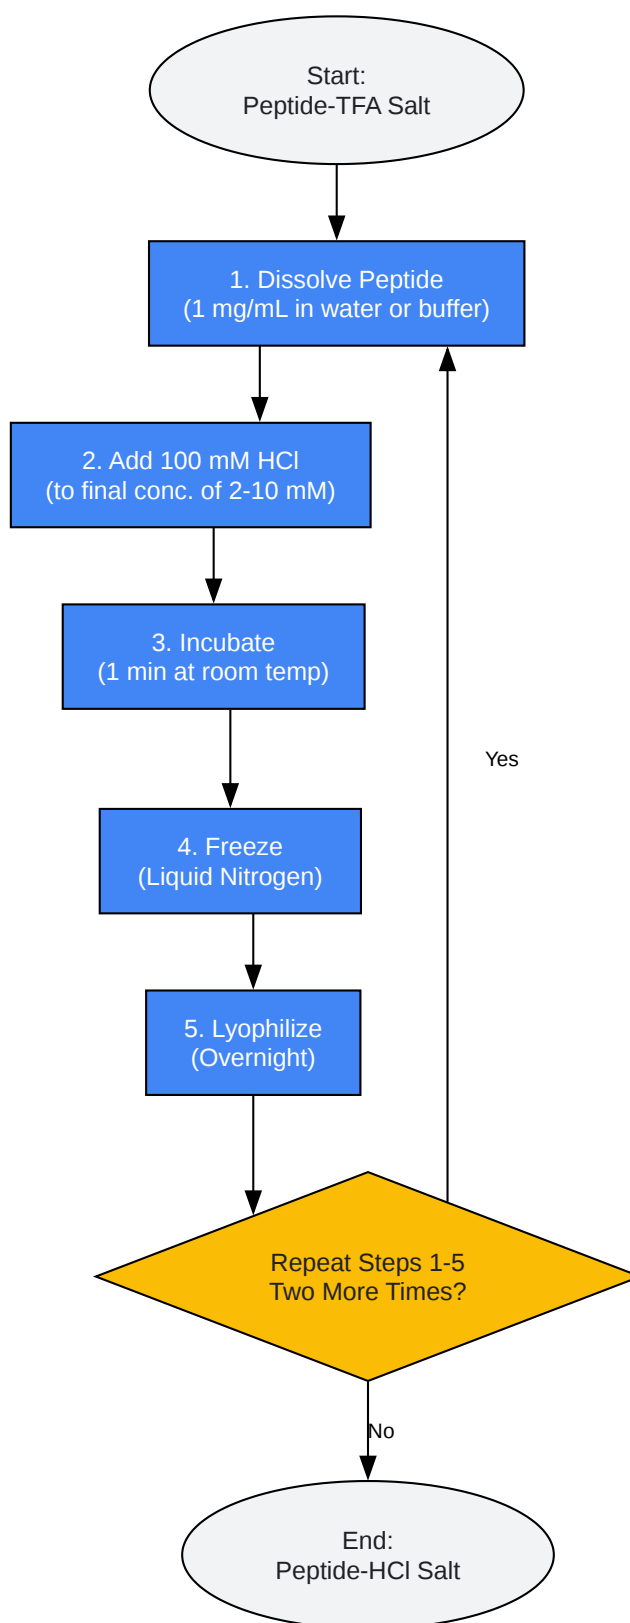 Start:
Peptide-TFA Salt
1. Dissolve Peptide
(1 mg/mL in water or buffer)
2. Add 100 mM HCl
(to final conc. of 2-10 mM)
3. Incubate
(1 min at room temp)
Yes
4. Freeze
(Liquid Nitrogen)
5. Lyophilize
(Overnight)
Repeat Steps 1-5
Two More Times?
No
End:
Peptide-HCl Salt